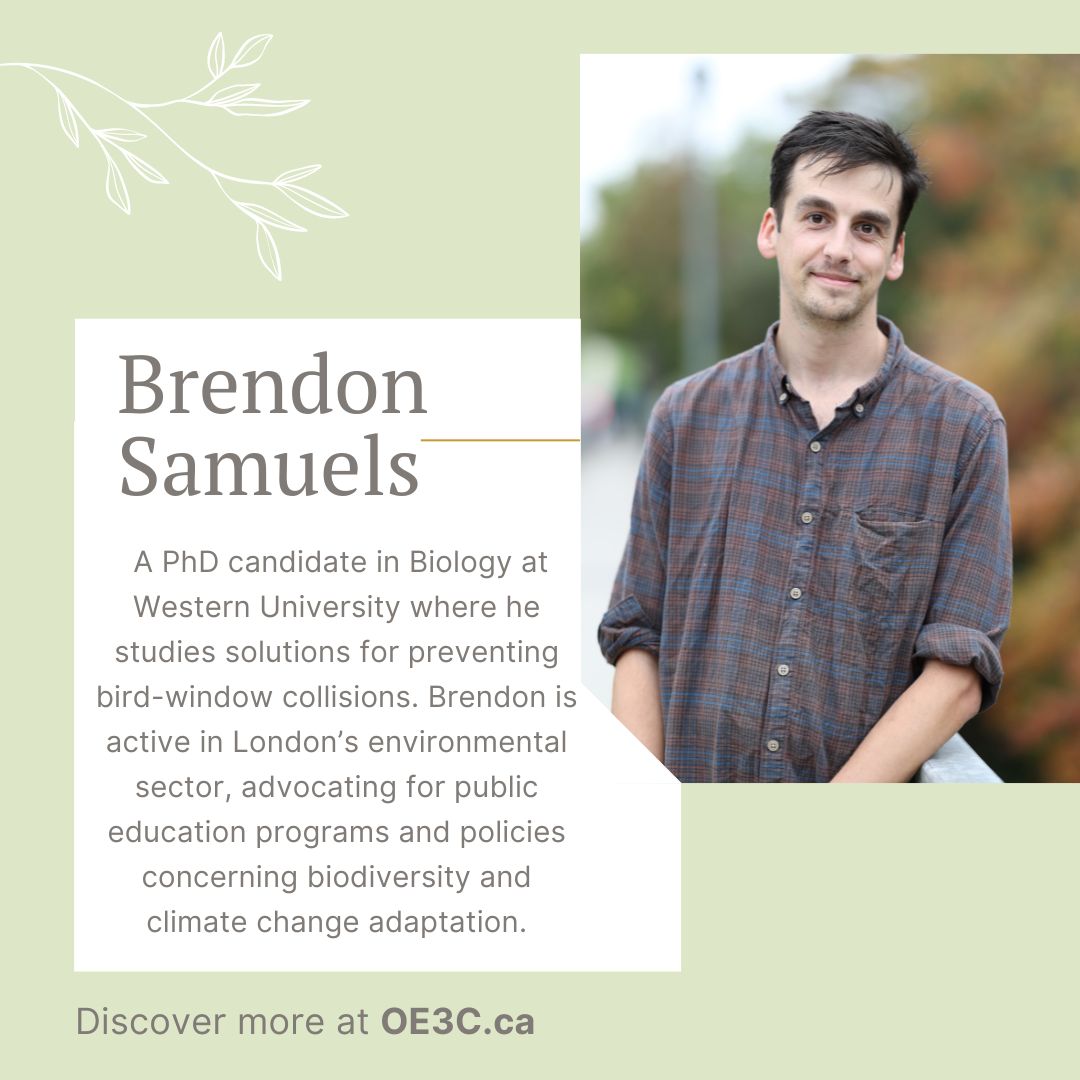 Brendon
Samuels
A PhD candidate in Biology at
Western University where he
studies solutions for preventing
bird-window collisions. Brendon is
active in London’s environmental
sector, advocating for public
education programs and policies
concerning biodiversity and
climate change adaptation.
Discover more at OE3C.ca